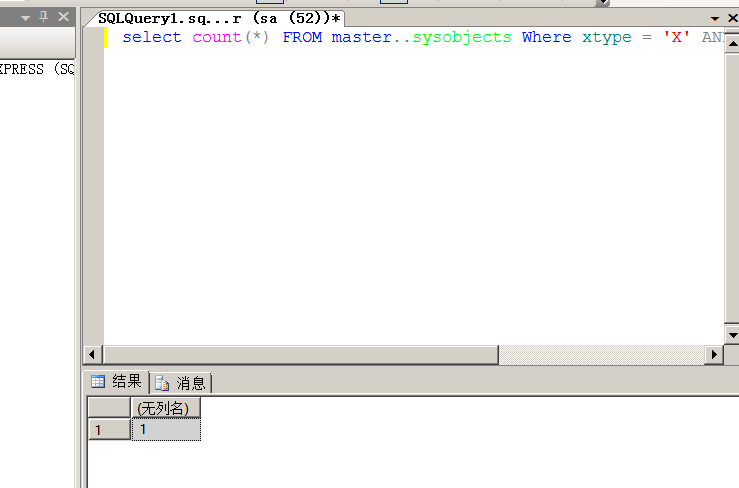 SQLQuery1.sq...r (sa (52))*
select count(*) FROM master..sysobjects Where xtype = 'X' AN
XPRESS (SQ
结果
消息
(无列名)
1
1